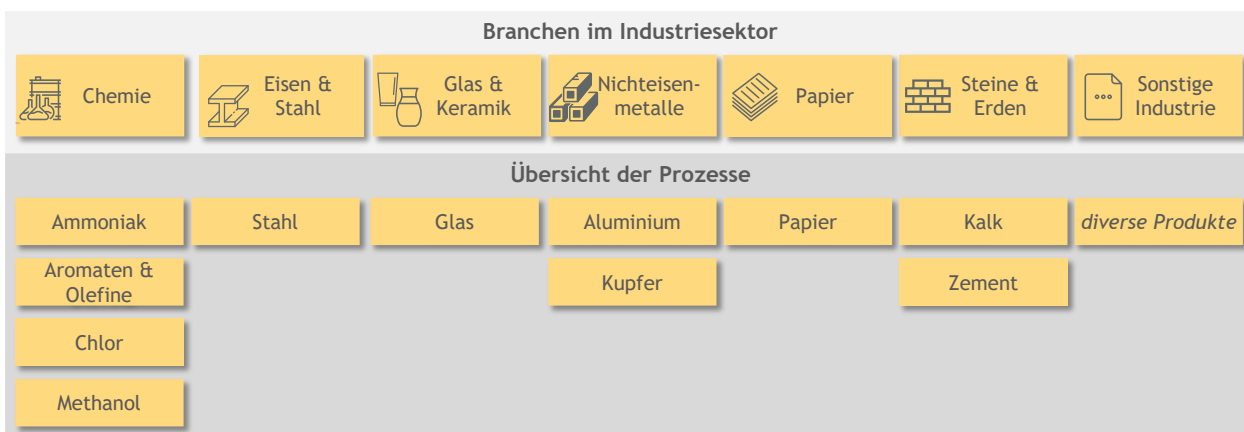 Branchen im Industriesektor
Chemie
Eisen &
Stahl
Glas &
Keramik
Nichteisen-
metalle
Papier
Steine &
Erden
Sonstige
Industrie
Übersicht der Prozesse
Ammoniak
Stahl
Glas
Aluminium
Papier
Kalk
diverse Produkte
Aromaten &
Olefine
Kupfer
Zement
Chlor
Methanol